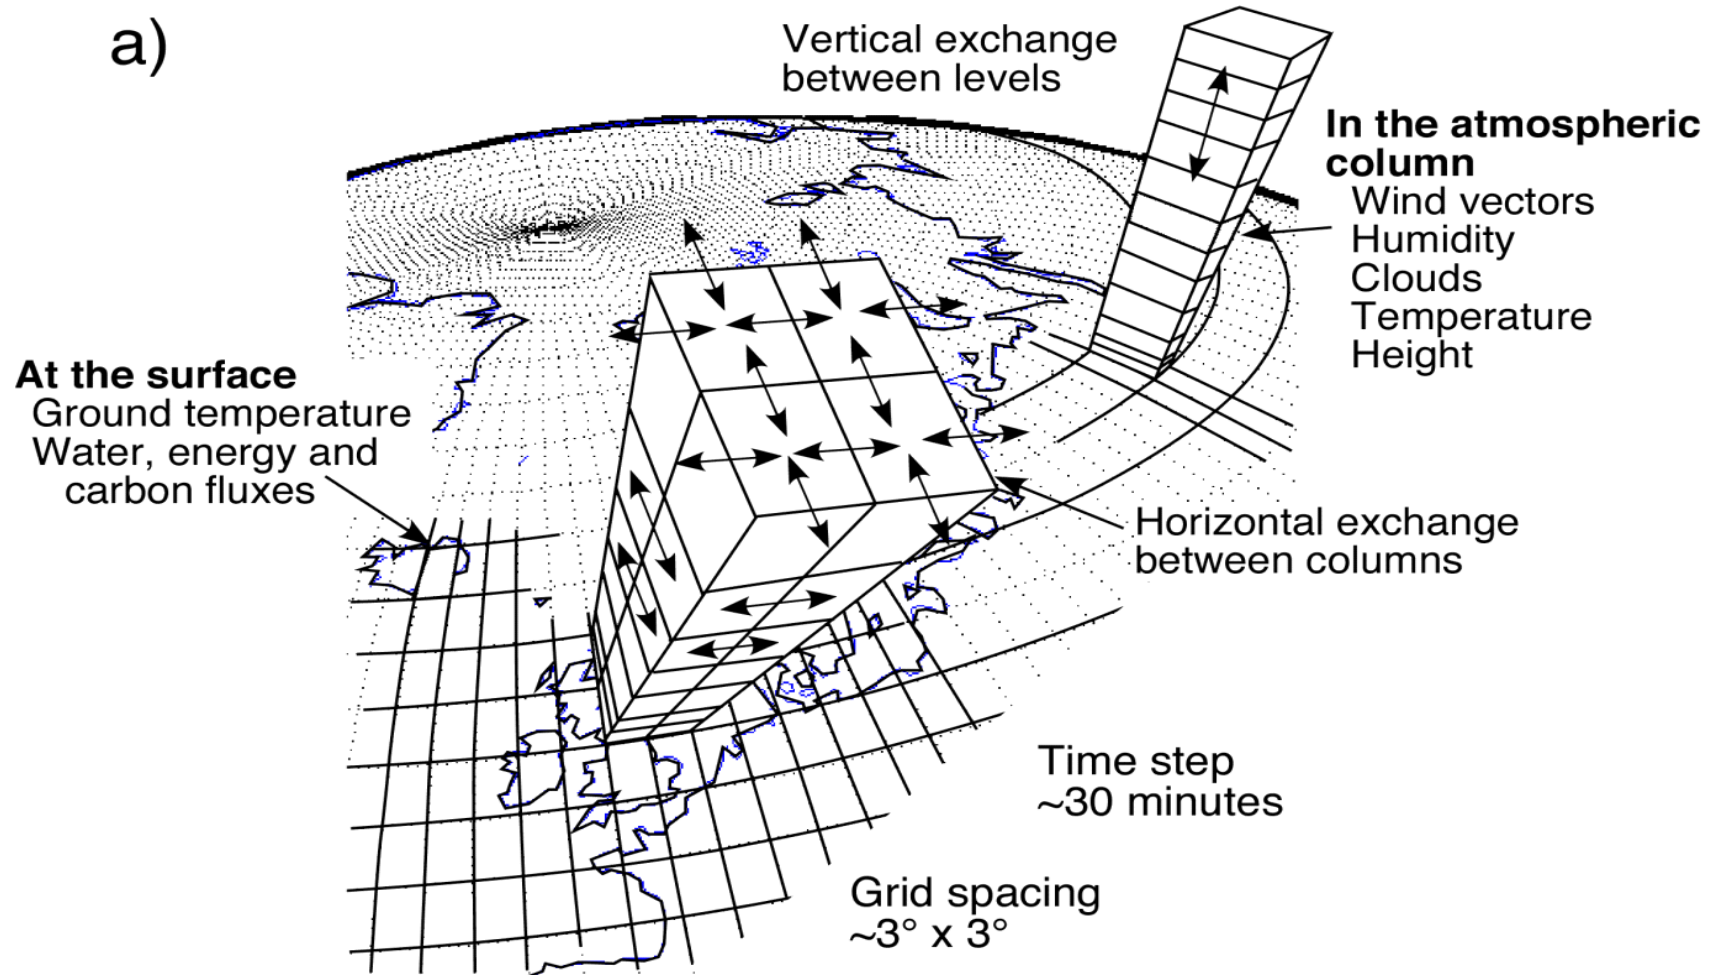 a)
Vertical exchange
between levels
In the atmospheric
column
Wind vectors
Humidity
Clouds
Temperature
Height
At the surface
Ground temperature
Water, energy and
carbon fluxes
Horizontal exchange
between columns
Time step
~30 minutes
Grid spacing
~3° x 3°